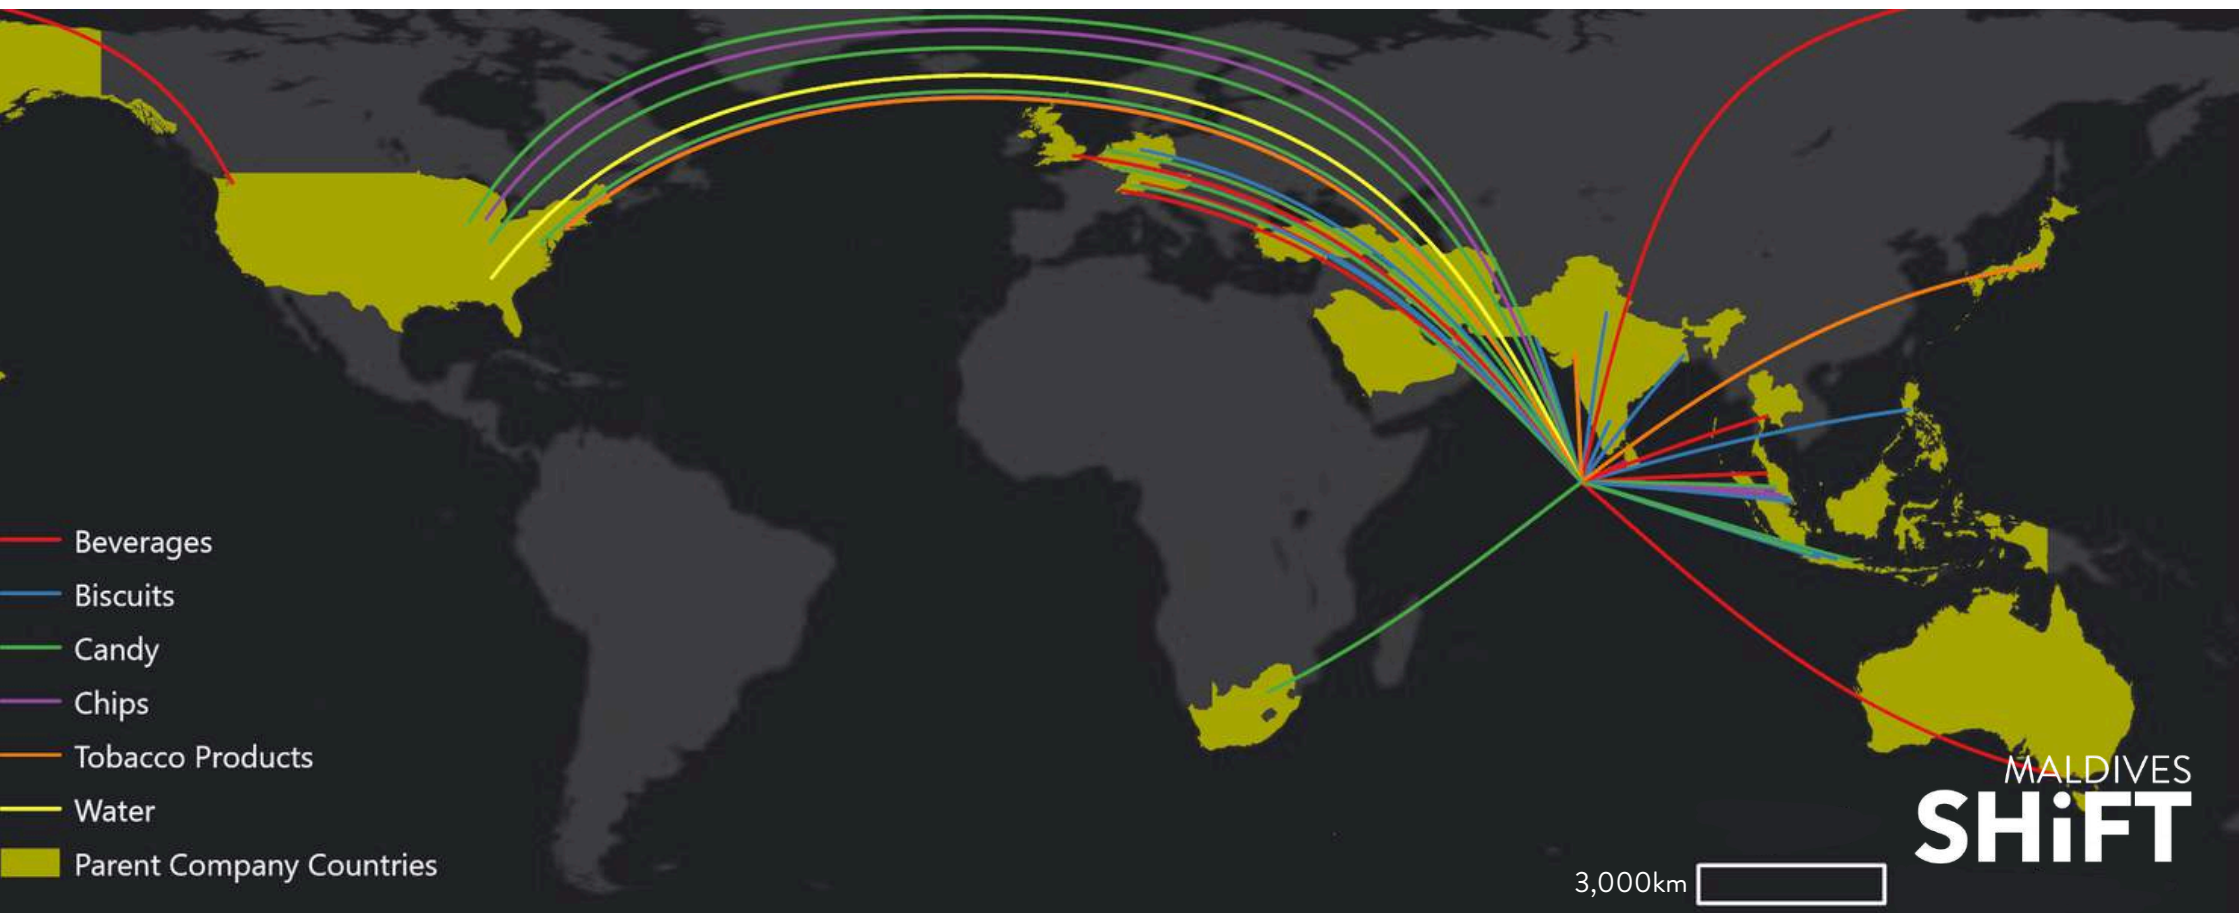 Beverages
Biscuits
Candy
Chips
Tobacco Products
Water
Parent Company Countries
MALDIVES
SHiFT
3,000km